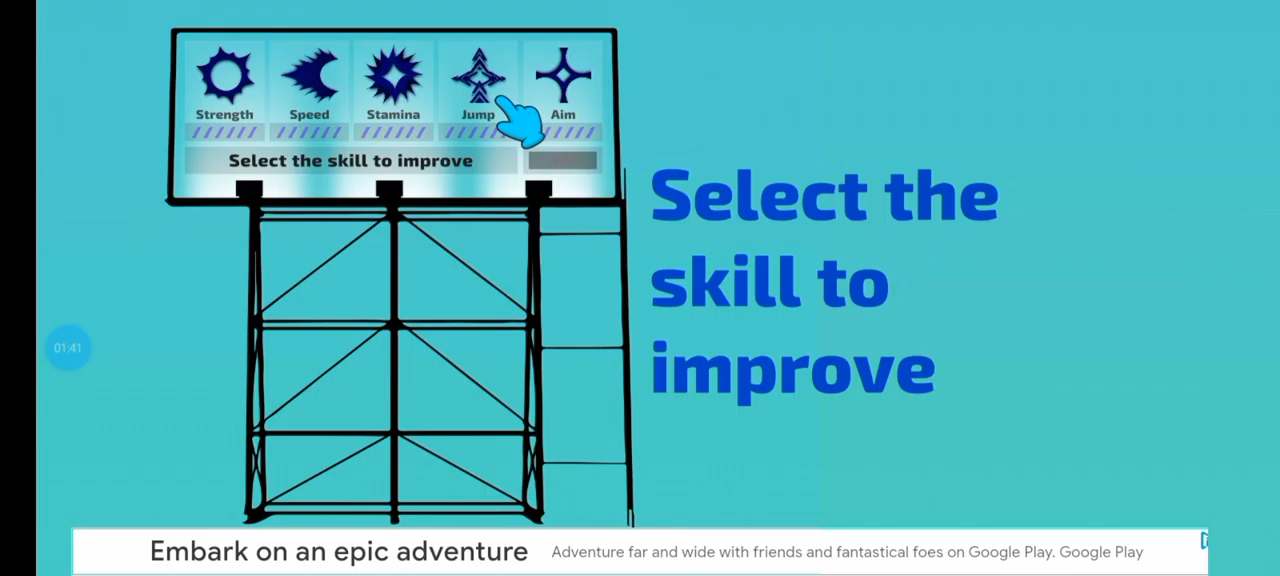 Strength Speed Stamina Jump Aim
Select the skill to improve
Select the
skill to
improve
01:41
Embark on an epic adventure Adventure far and wide with friends and fantastical foes on Google Play. Google Play